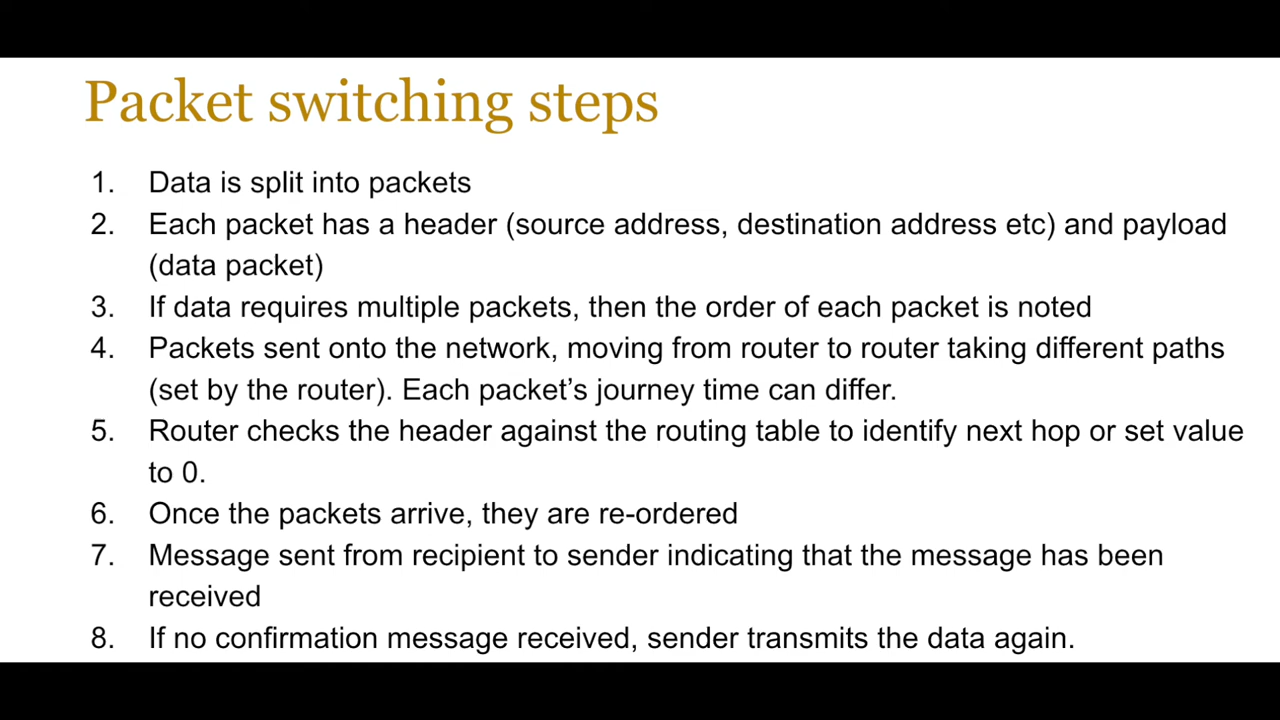 Packet switching steps
1. Data is split into packets
2. Each packet has a header (source address, destination address etc) and payload
(data packet)
3. If data requires multiple packets, then the order of each packet is noted
4. Packets sent onto the network, moving from router to router taking different paths
(set by the router). Each packet’s journey time can differ.
5. Router checks the header against the routing table to identify next hop or set value
to 0.
6. Once the packets arrive, they are re-ordered
7. Message sent from recipient to sender indicating that the message has been
received
8. If no confirmation message received, sender transmits the data again.